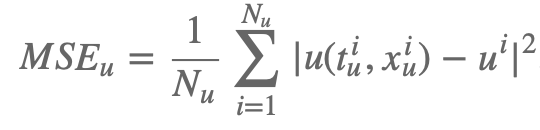 MSE_u = \frac{1}{N_u} \sum_{i=1}^{N_u} |u(t_u^i, x_u^i) - u^i|^2